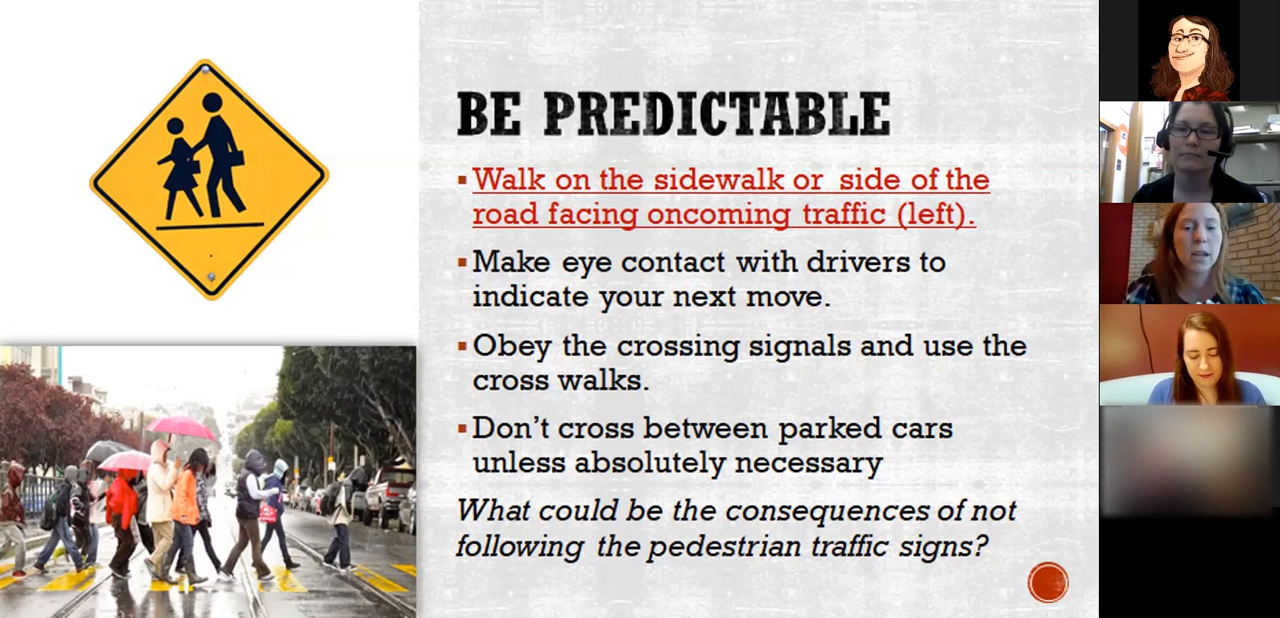 BE PREDICTABLE
Walk on the sidewalk or side of the
road facing oncoming traffic (left).
Make eye contact with drivers to
indicate your next move.
Obey the crossing signals and use the
cross walks.
Don't cross between parked cars
unless absolutely necessary
What could be the consequences of not
following the pedestrian traffic signs?